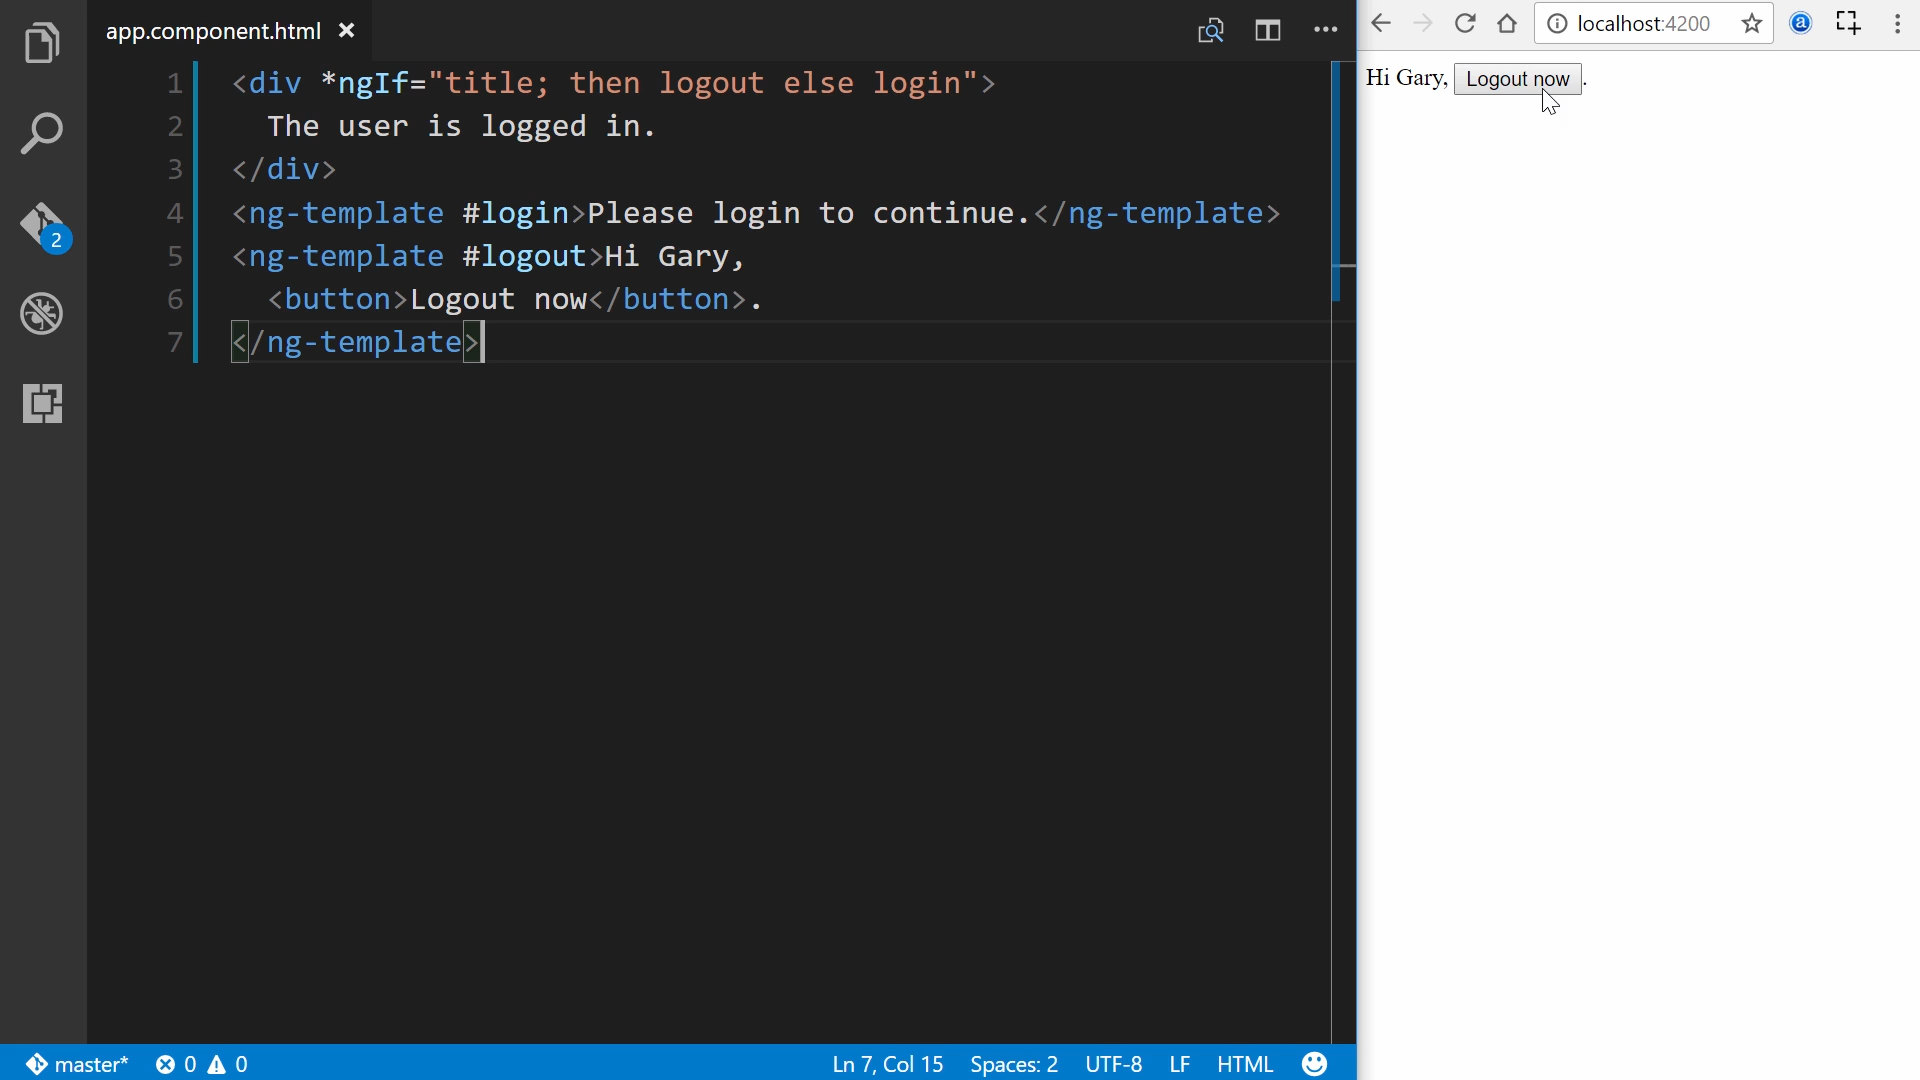 app.component.html
1 <div *ngIf="title; then logout else login">
2   The user is logged in.
3 </div>
4 <ng-template #login>Please login to continue.</ng-template>
5 <ng-template #logout>Hi Gary,
6   <button>Logout now</button>.
7 </ng-template>
2
master* 0 0 Ln 7, Col 15 Spaces: 2 UTF-8 LF HTML
localhost:4200 a
Hi Gary, Logout now .